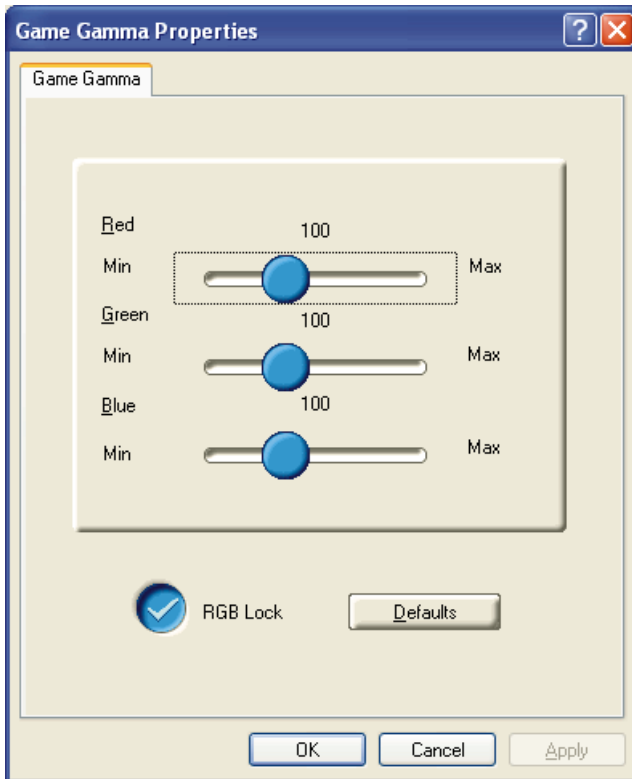 Game Gamma Properties
Game Gamma
Red
100
Min Max
Green
100
Min Max
Blue
100
Min Max
RGB Lock Defaults
OK Cancel Apply